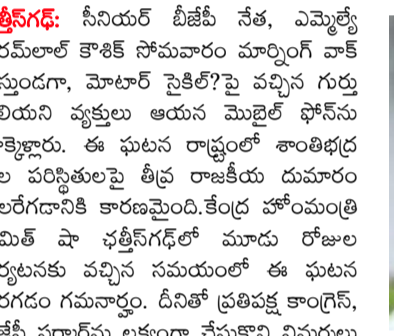 త్తీస్‌గఢ్: సీనియర్ బీజేపీ నేత, ఎమ్మెల్యే
రమ్‌లాల్ కౌశిక్ సోమవారం మార్నింగ్ వాక్
స్తుండగా, మోటార్ సైకిల్?పై వచ్చిన గుర్తు
లియని వ్యక్తులు ఆయన మొబైల్ ఫోన్‌ను
క్కెళ్లారు. ఈ ఘటన రాష్ట్రంలో శాంతిభద్ర
ల పరిస్థితులపై తీవ్ర రాజకీయ దుమారం
లరేగడానికి కారణమైంది.కేంద్ర హోంమంత్రి
మిత్ షా ఛత్తీస్‌గఢ్‌లో మూడు రోజుల
ర్యటనకు వచ్చిన సమయంలో ఈ ఘటన
రగడం గమనార్హం. దీనితో ప్రతిపక్ష కాంగ్రెస్,